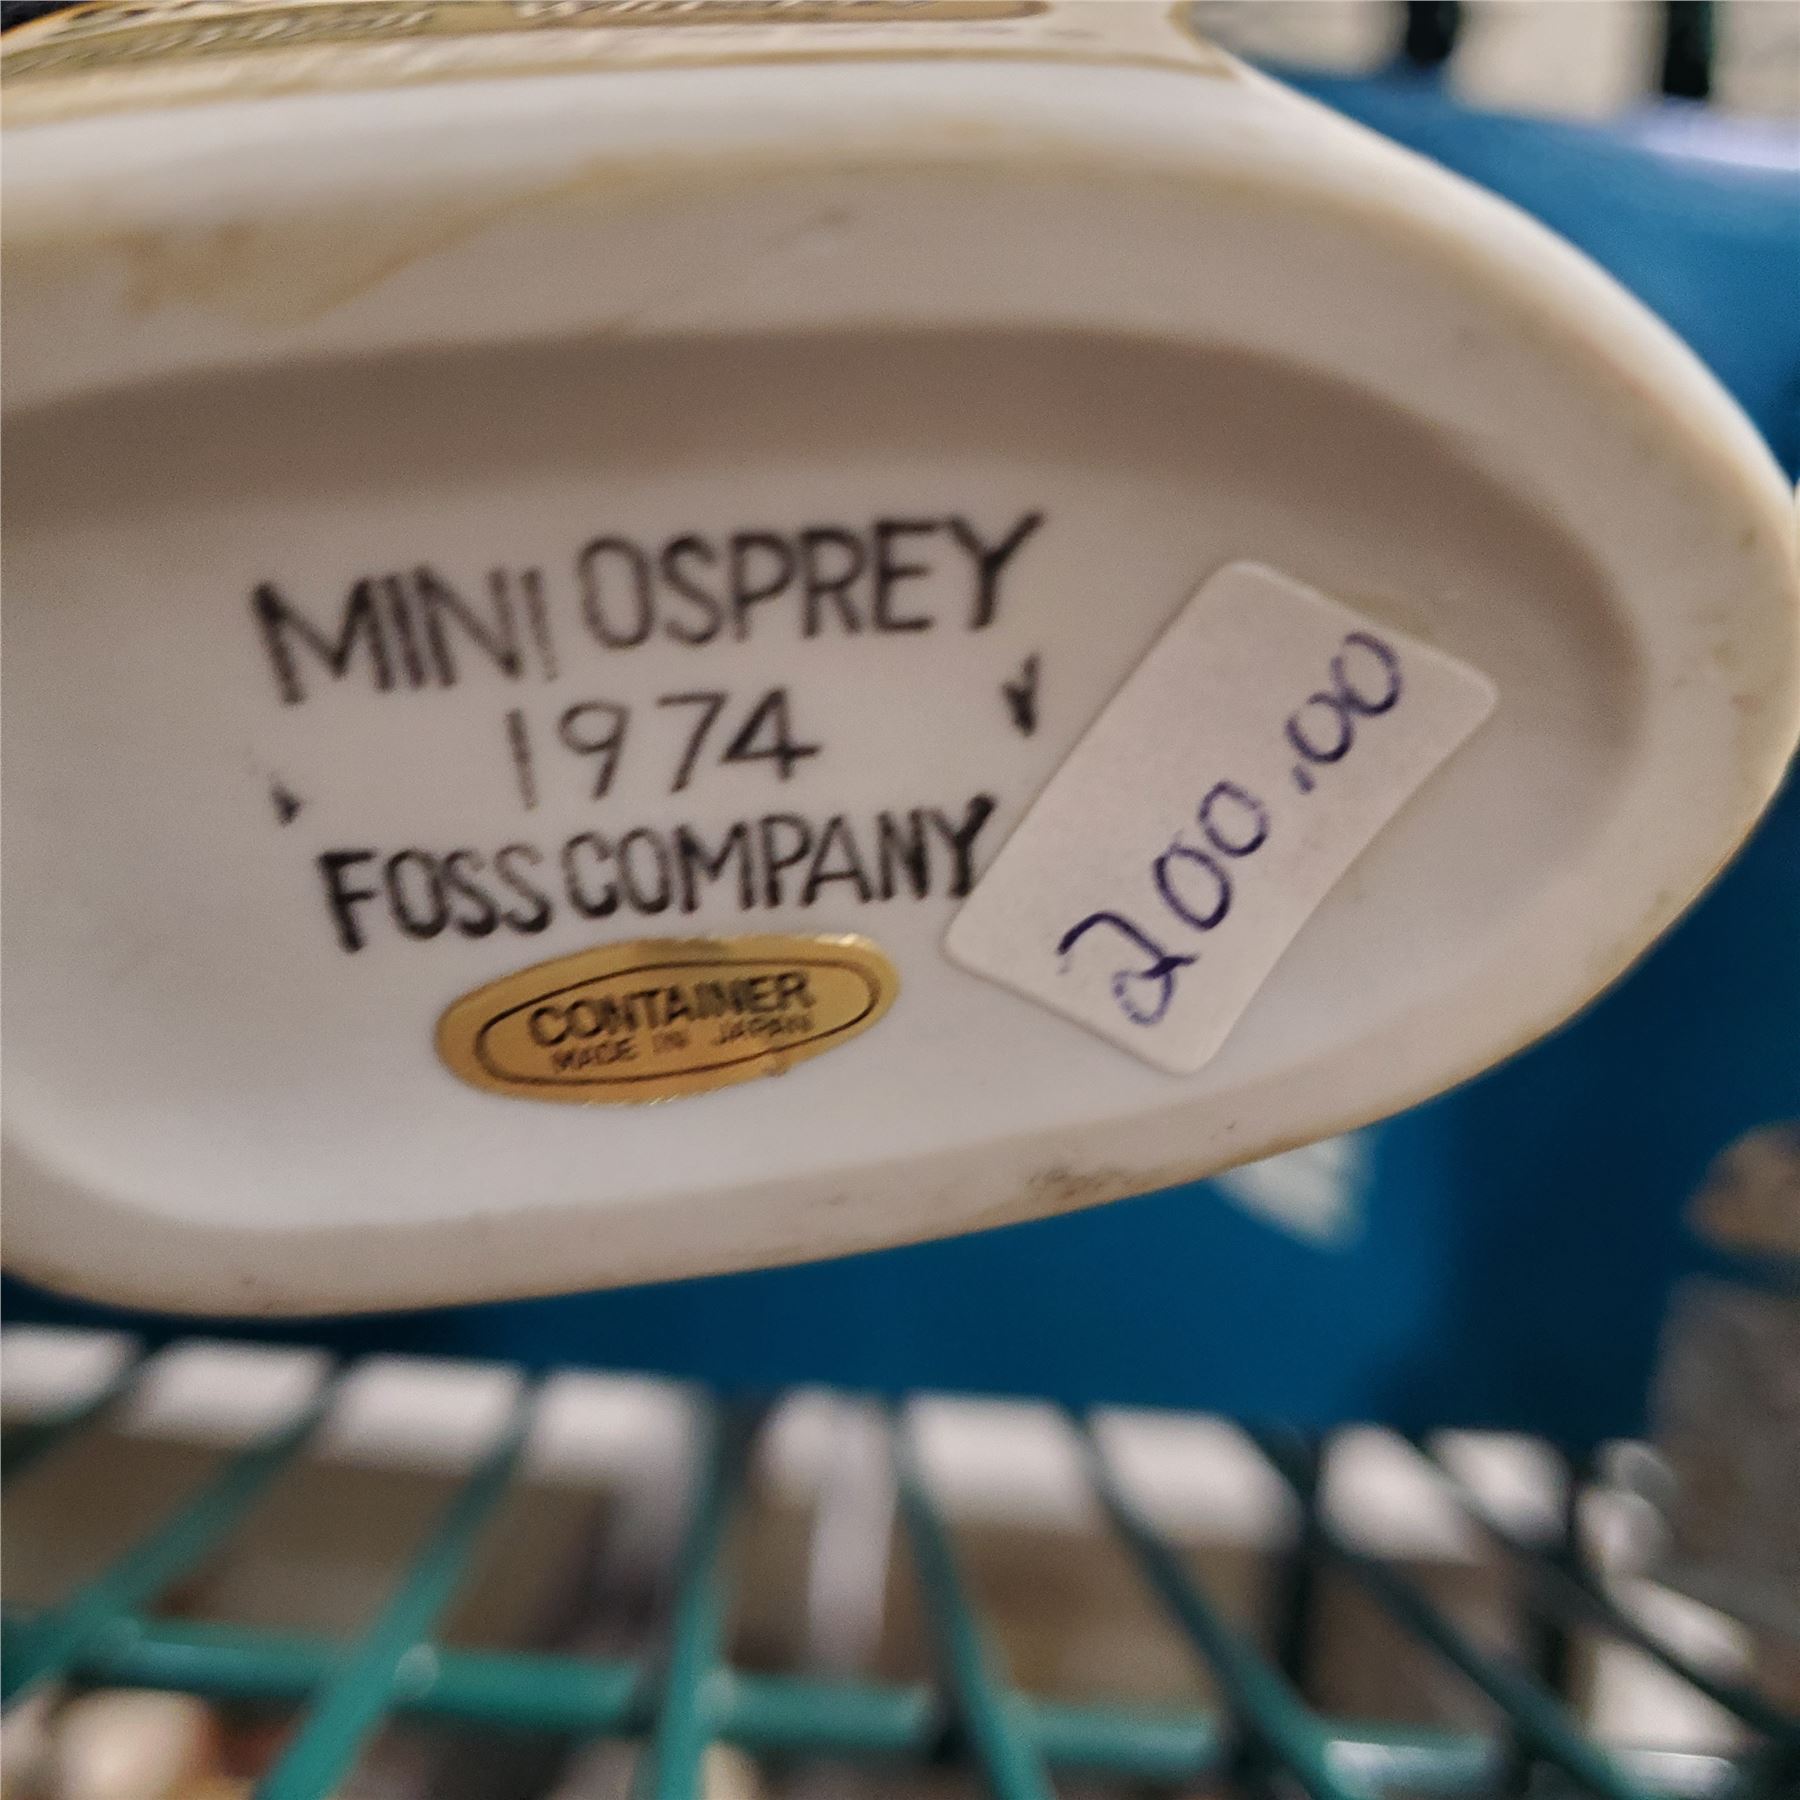 MINI OSPREY
1974
FOSS COMPANY
CONTAINER
MADE IN JAPAN
200.00